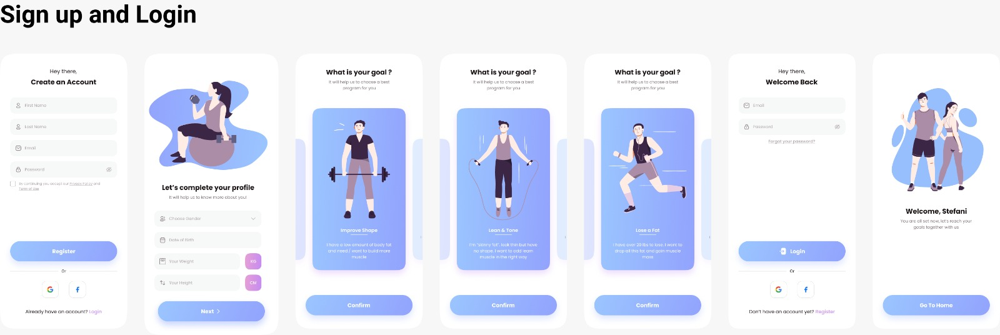 Sign up and Login
Hey there,
Create an Account
First Name
Last Name
Email
Password
By continuing you accept our Privacy Policy and
Term of Use
Register
Or
Already have an account? Login
Let's complete your profile
It will help us to know more about you!
Choose Gender
Date of Birth
Your Weight
KG
Your Height
CM
Next
What is your goal ?
It will help us to choose a best
program for you
Improve Shape
I have a low amount of body fat
and need / want to build more
muscle
Confirm
What is your goal ?
It will help us to choose a best
program for you
Lean & Tone
I'm "skinny fat". look thin but have
no shape. I want to add learn
muscle in the right way
Confirm
What is your goal ?
It will help us to choose a best
program for you
Lose a Fat
I have over 20 lbs to lose. I want to
drop all this fat and gain muscle
mass
Confirm
Hey there,
Welcome Back
Email
Password
Forgot your password?
Login
Or
Don't have an account yet? Register
Welcome, Stefani
You are all set now, let's reach your
goals together with us
Go To Home